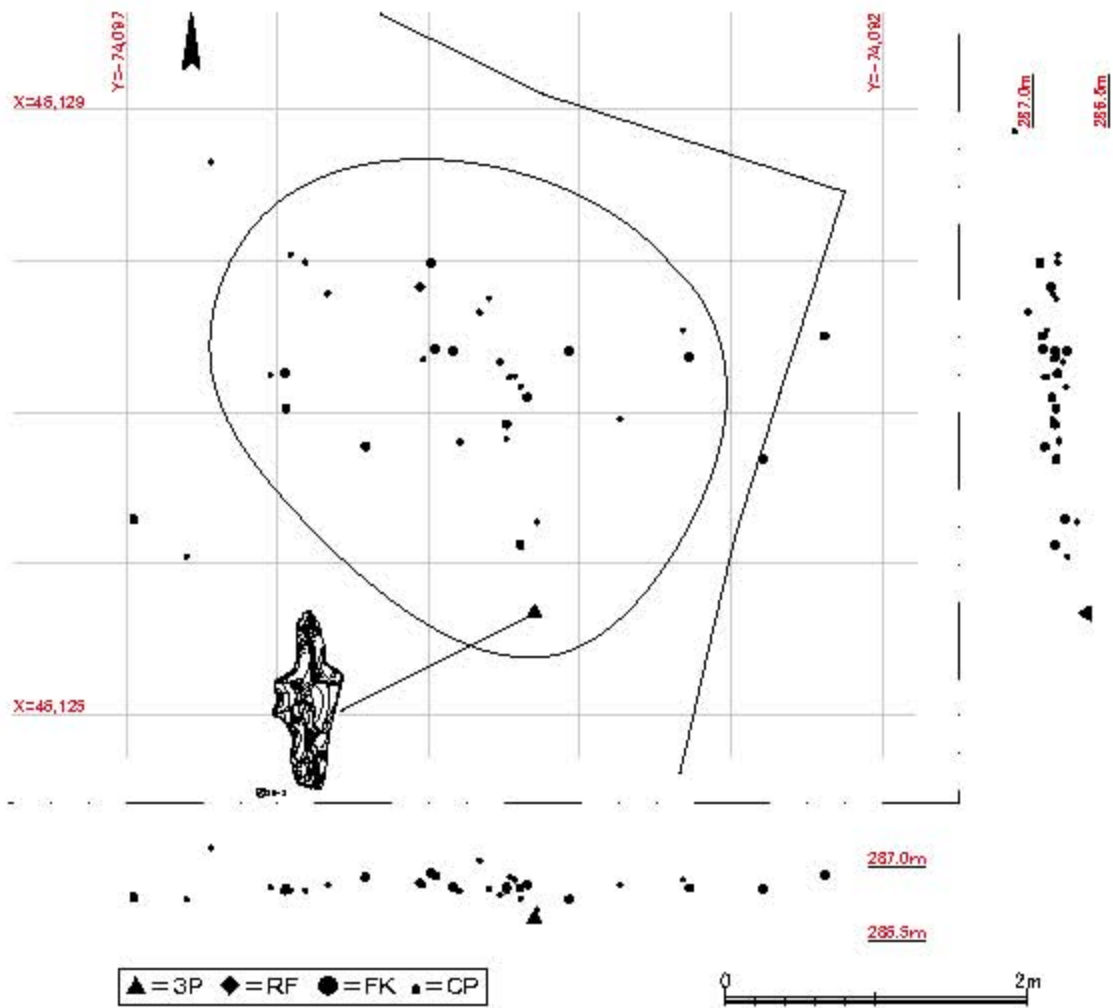 Y=-74,097
Y=-74,092
X=46,129
287.0m
286.5m
X=46,125
287.0m
286.5m
▲=3P ◆=RF ●=FK ▪=CP
0 2m